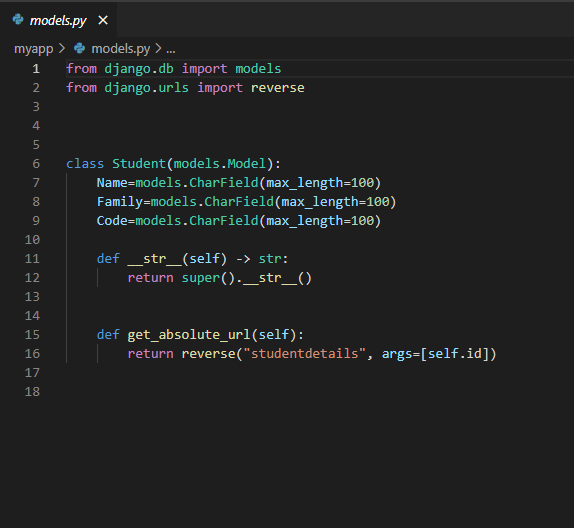 models.py ×
myapp > models.py > ...
1 from django.db import models
2 from django.urls import reverse
3
4
5
6 class Student(models.Model):
7     Name=models.CharField(max_length=100)
8     Family=models.CharField(max_length=100)
9     Code=models.CharField(max_length=100)
10
11     def __str__(self) -> str:
12         return super().__str__()
13
14
15     def get_absolute_url(self):
16         return reverse("studentdetails", args=[self.id])
17
18